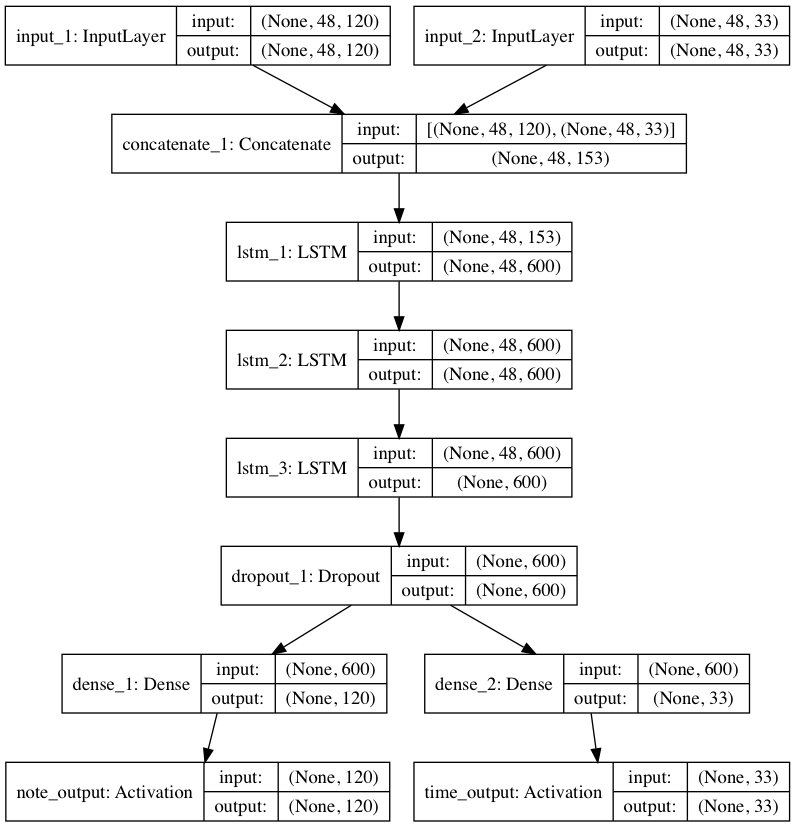 input_1: InputLayer input: (None, 48, 120)
output: (None, 48, 120)
input_2: InputLayer input: (None, 48, 33)
output: (None, 48, 33)
concatenate_1: Concatenate input: [(None, 48, 120), (None, 48, 33)]
output: (None, 48, 153)
lstm_1: LSTM input: (None, 48, 153)
output: (None, 48, 600)
lstm_2: LSTM input: (None, 48, 600)
output: (None, 48, 600)
lstm_3: LSTM input: (None, 48, 600)
output: (None, 600)
dropout_1: Dropout input: (None, 600)
output: (None, 600)
dense_1: Dense input: (None, 600)
output: (None, 120)
dense_2: Dense input: (None, 600)
output: (None, 33)
note_output: Activation input: (None, 120)
output: (None, 120)
time_output: Activation input: (None, 33)
output: (None, 33)